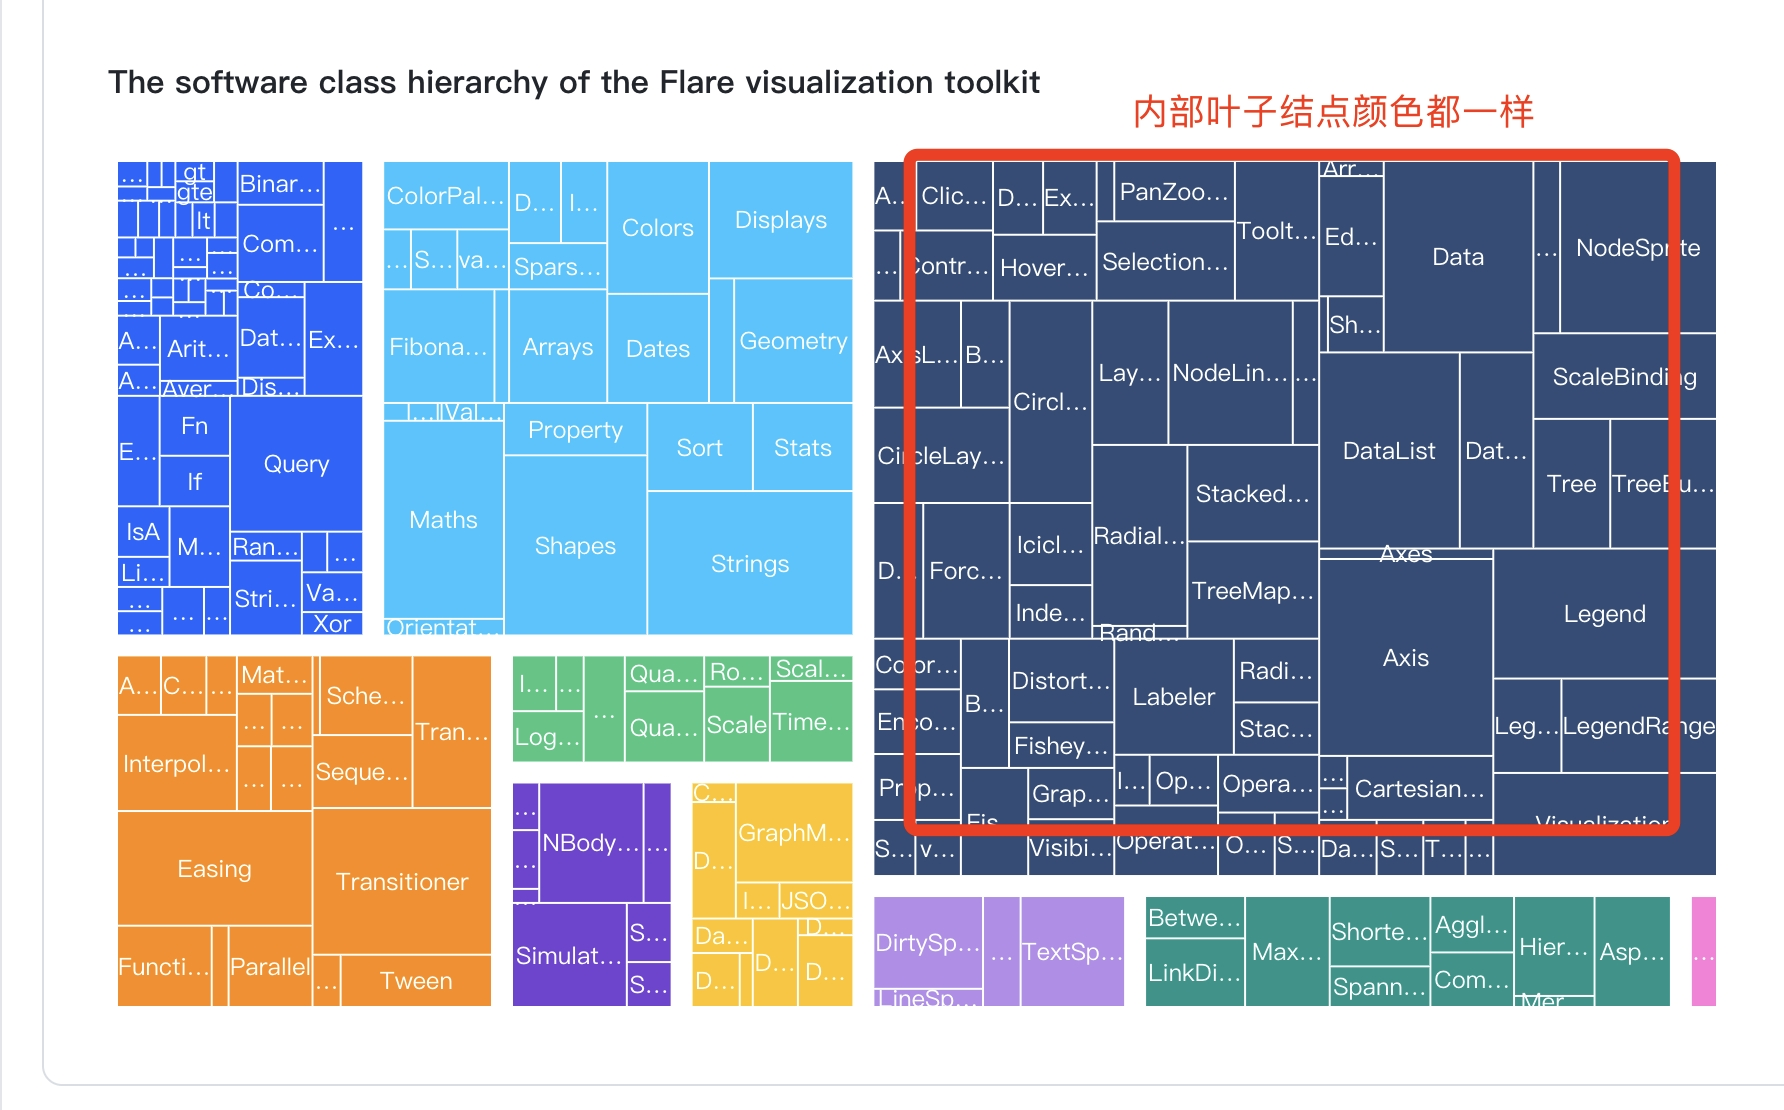 The software class hierarchy of the Flare visualization toolkit
内部叶子结点颜色都一样
...
gt
gte
...
...
lt
Binar...
Com...
...
...
...
...
...
...
...
...
Co...
A...
Arit...
Dat...
Ex...
A...
Aver...
Dis...
E...
Fn
If
Query
IsA
M...
Li...
Ran...
...
Stri...
Va...
...
...
...
...
Xor
ColorPal...
D...
I...
Colors
Displays
...
S...
va...
Spars...
Fibona...
Arrays
Dates
Geometry
I...
Val...
...
Property
Sort
Stats
Maths
Shapes
Strings
Orientat...
A...
Clic...
D...
Ex...
PanZoo...
Toolt...
...
Contr...
Hover...
Selection...
Arr...
Ed...
Data
...
NodeSprite
Sh...
AxisL...
B...
Circl...
Lay...
NodeLin...
...
ScaleBinding
CircleLay...
DataList
Dat...
Tree
TreeBu...
Radial...
Stacked...
D...
Forc...
Icicl...
Inde...
TreeMap...
Rand...
Axes
Axis
Legend
Color...
B...
Distort...
Labeler
Radi...
Enco...
Fishey...
Stac...
Leg...
LegendRange
Prop...
Fis
Grap...
I...
Op...
Opera...
...
...
Cartesian...
Visualization
S...
v...
Visibi...
Operat...
O...
S...
Da...
S...
T...
...
A...
C...
...
Mat...
Sche...
Tran...
...
...
Interpol...
...
...
Seque...
Easing
Transitioner
Functi...
Parallel
...
Tween
I...
...
...
Qua...
Ro...
Scal...
Log...
Qua...
Scale
Time...
...
NBody...
...
...
...
Simulat...
S...
S...
C...
GraphM...
D...
I...
JSO...
Da...
D...
D...
D...
D...
DirtySp...
...
TextSp...
LineSp...
Betwe...
Max...
Shorte...
Aggl...
Hier...
Asp...
LinkDi...
Spann...
Com...
Mer
...